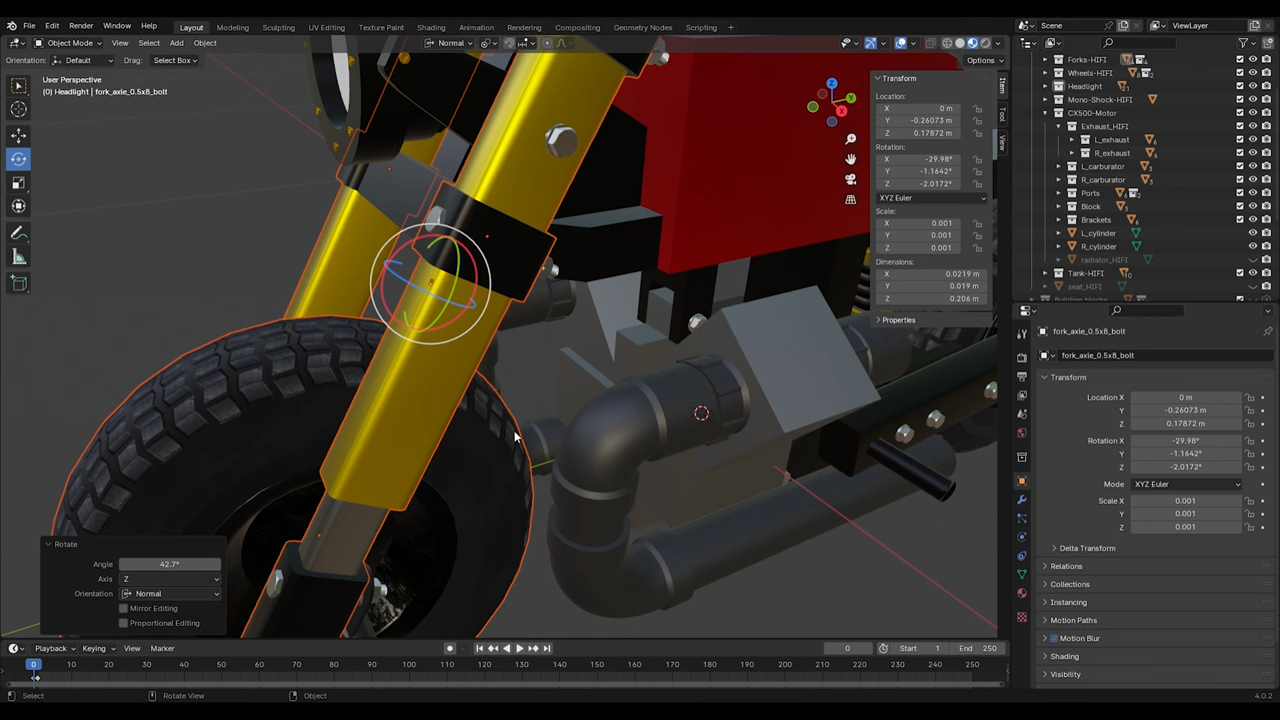 File Edit Render Window Help Layout Modeling Sculpting UV Editing Texture Paint Shading Animation Rendering Compositing Geometry Nodes Scripting + Scene ViewLayer
Object Mode View Select Add Object Normal
Orientation: Default Drag: Select Box Options
User Perspective
(0) Headlight | fork_axle_0.5x8_bolt
Z
Y
X
Transform
Location:
X 0 m
Y -0.26073 m
Z 0.17872 m
Rotation:
X -29.98°
Y -1.1642°
Z -2.0172°
XYZ Euler
Scale:
X 0.001
Y 0.001
Z 0.001
Dimensions:
X 0.0219 m
Y 0.019 m
Z 0.206 m
Properties
Item
Tool
View
Forks-HIFI
Wheels-HIFI
Headlight
Mono-Shock-HIFI
CX500-Motor
Exhaust_HIFI
L_exhaust
R_exhaust
L_carburator
R_carburator
Ports
Block
Brackets
L_cylinder
R_cylinder
radiator_HIFI
Tank-HIFI
seat_HIFI
fork_axle_0.5x8_bolt
fork_axle_0.5x8_bolt
Transform
Location X 0 m
Y -0.26073 m
Z 0.17872 m
Rotation X -29.98°
Y -1.1642°
Z -2.0172°
Mode XYZ Euler
Scale X 0.001
Y 0.001
Z 0.001
Delta Transform
Relations
Collections
Instancing
Motion Paths
Motion Blur
Shading
Visibility
Rotate
Angle 42.7°
Axis Z
Orientation Normal
Mirror Editing
Proportional Editing
Playback Keying View Marker 0 Start 1 End 250
0 10 20 30 40 50 60 70 80 90 100 110 120 130 140 150 160 170 180 190 200 210 220 230 240 250
Select Rotate View Object 4.0.2